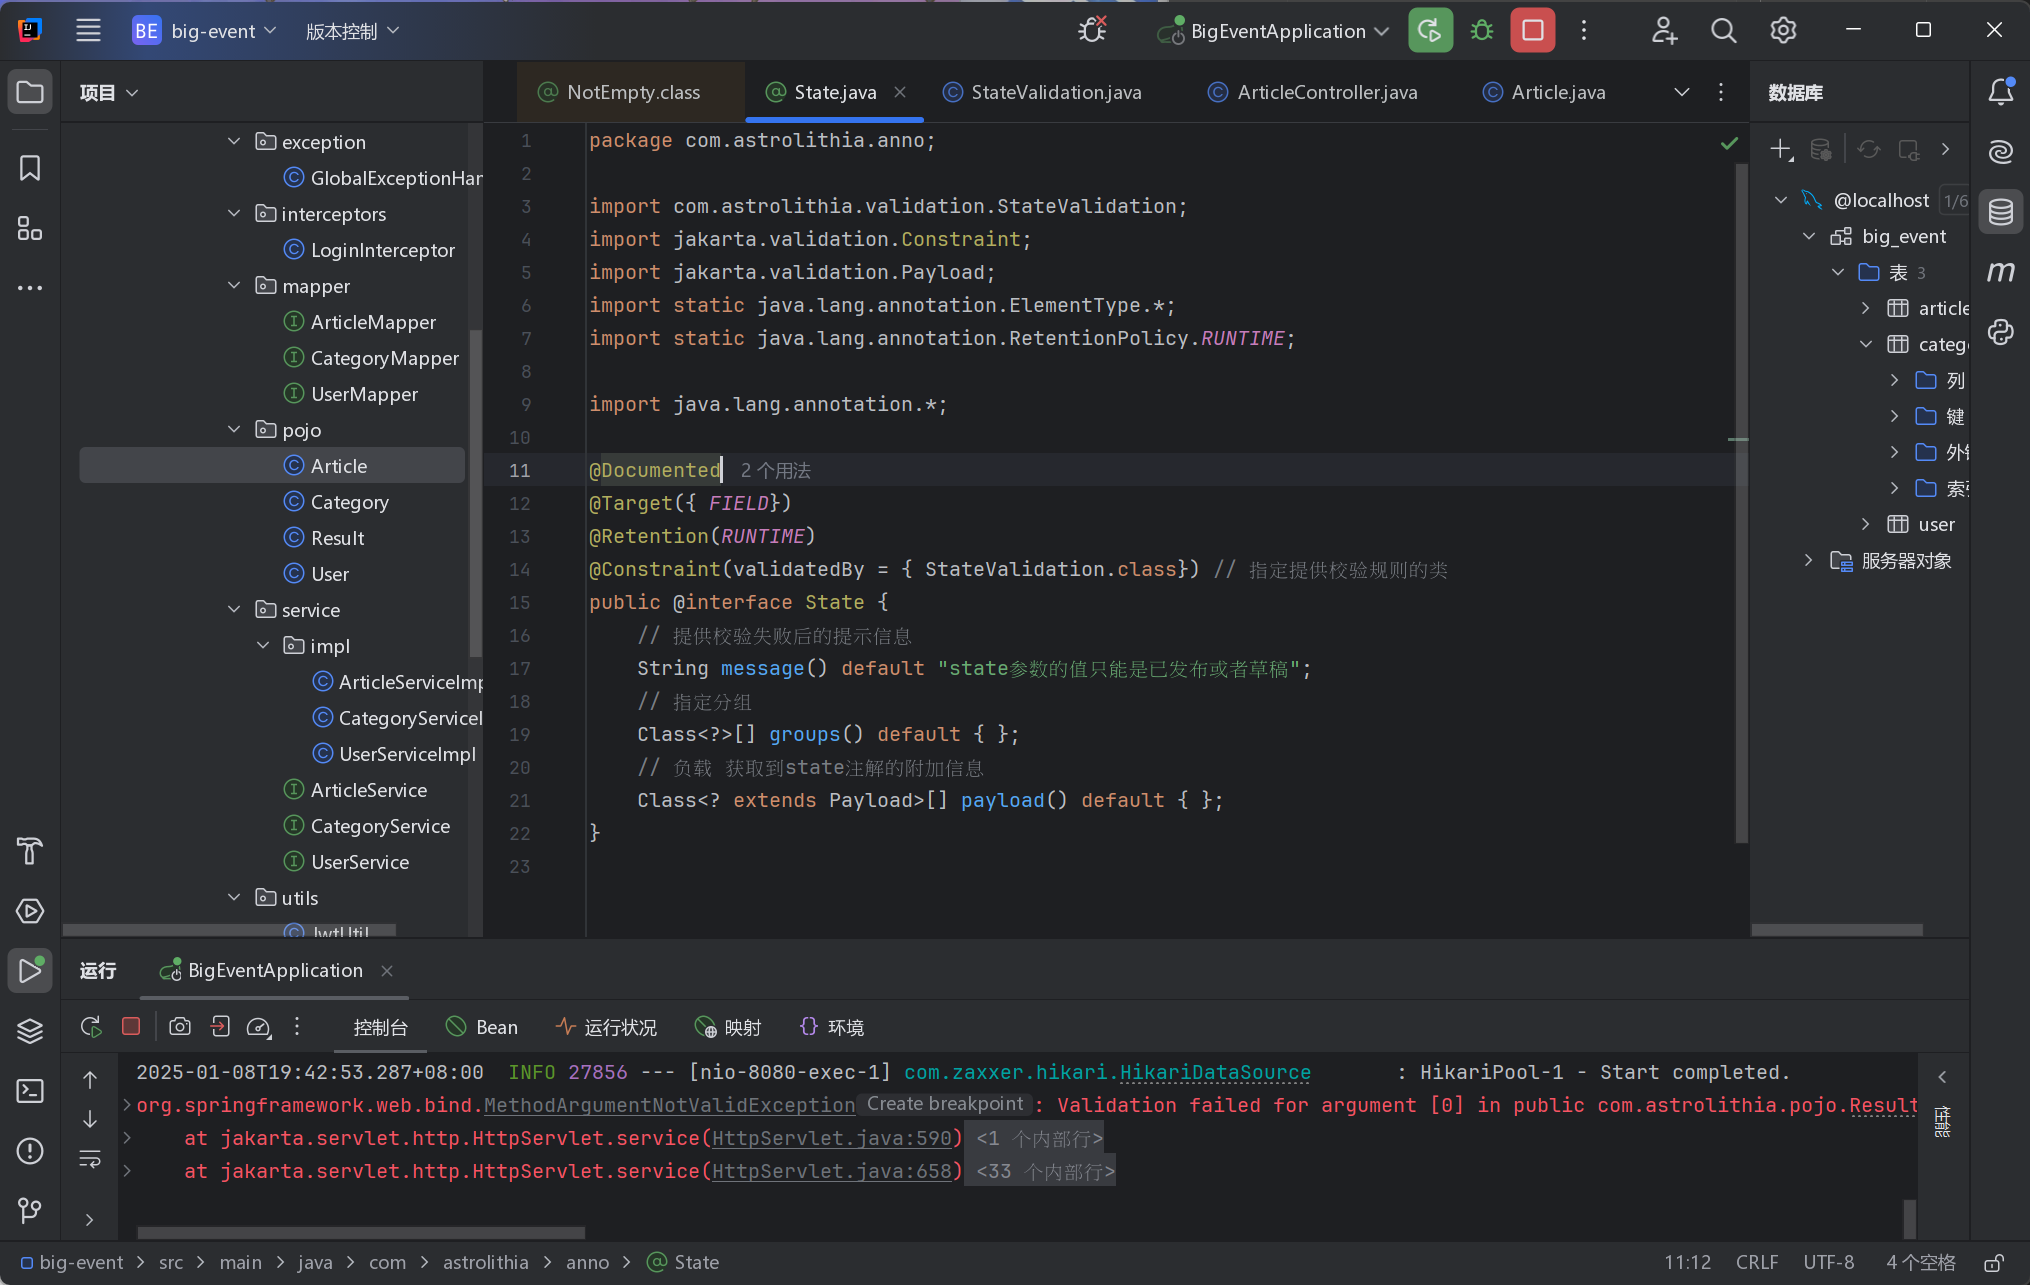 BE big-event 版本控制 BigEventApplication
项目
exception
GlobalExceptionHan
interceptors
LoginInterceptor
mapper
ArticleMapper
CategoryMapper
UserMapper
pojo
Article
Category
Result
User
service
impl
ArticleServiceImp
CategoryServiceI
UserServiceImpl
ArticleService
CategoryService
UserService
utils
JwtUtil
NotEmpty.class State.java StateValidation.java ArticleController.java Article.java
1 package com.astrolithia.anno;
2
3 import com.astrolithia.validation.StateValidation;
4 import jakarta.validation.Constraint;
5 import jakarta.validation.Payload;
6 import static java.lang.annotation.ElementType.*;
7 import static java.lang.annotation.RetentionPolicy.RUNTIME;
8
9 import java.lang.annotation.*;
10
11 @Documented 2 个用法
12 @Target({ FIELD})
13 @Retention(RUNTIME)
14 @Constraint(validatedBy = { StateValidation.class}) // 指定提供校验规则的类
15 public @interface State {
16 // 提供校验失败后的提示信息
17 String message() default "state参数的值只能是已发布或者草稿";
18 // 指定分组
19 Class<?>[] groups() default { };
20 // 负载 获取到state注解的附加信息
21 Class<? extends Payload>[] payload() default { };
22 }
23
数据库
@localhost 1/6
big_event
表 3
article
categ
列
键
外
索
user
服务器对象
运行 BigEventApplication
控制台 Bean 运行状况 映射 环境
2025-01-08T19:42:53.287+08:00 INFO 27856 --- [nio-8080-exec-1] com.zaxxer.hikari.HikariDataSource : HikariPool-1 - Start completed.
org.springframework.web.bind.MethodArgumentNotValidException Create breakpoint : Validation failed for argument [0] in public com.astrolithia.pojo.Result
at jakarta.servlet.http.HttpServlet.service(HttpServlet.java:590) <1 个内部行>
at jakarta.servlet.http.HttpServlet.service(HttpServlet.java:658) <33 个内部行>
性能
big-event > src > main > java > com > astrolithia > anno > State
11:12 CRLF UTF-8 4 个空格